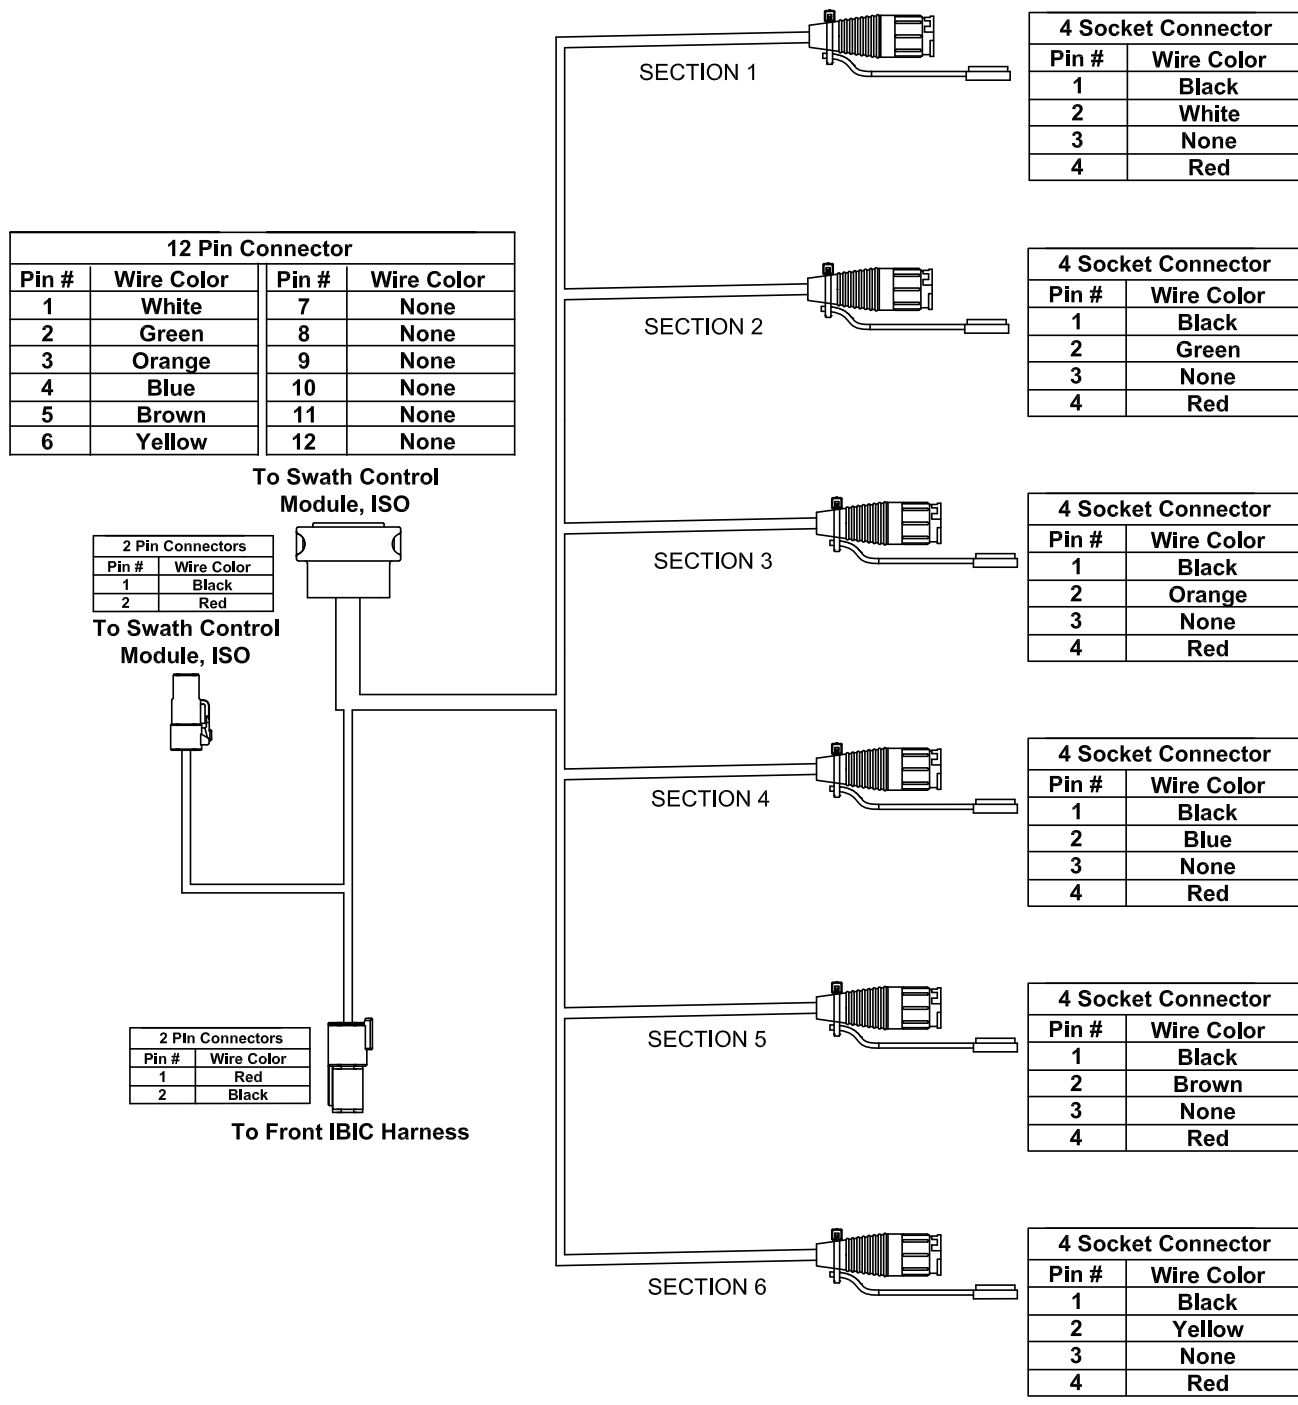 4 Socket Connector
Pin # Wire Color
1 Black
2 White
3 None
4 Red
SECTION 1
12 Pin Connector
Pin # Wire Color Pin # Wire Color
1 White 7 None
2 Green 8 None
3 Orange 9 None
4 Blue 10 None
5 Brown 11 None
6 Yellow 12 None
4 Socket Connector
Pin # Wire Color
1 Black
2 Green
3 None
4 Red
SECTION 2
To Swath Control
Module, ISO
2 Pin Connectors
Pin # Wire Color
1 Black
2 Red
To Swath Control
Module, ISO
4 Socket Connector
Pin # Wire Color
1 Black
2 Orange
3 None
4 Red
SECTION 3
4 Socket Connector
Pin # Wire Color
1 Black
2 Blue
3 None
4 Red
SECTION 4
2 Pin Connectors
Pin # Wire Color
1 Red
2 Black
To Front IBIC Harness
4 Socket Connector
Pin # Wire Color
1 Black
2 Brown
3 None
4 Red
SECTION 5
4 Socket Connector
Pin # Wire Color
1 Black
2 Yellow
3 None
4 Red
SECTION 6